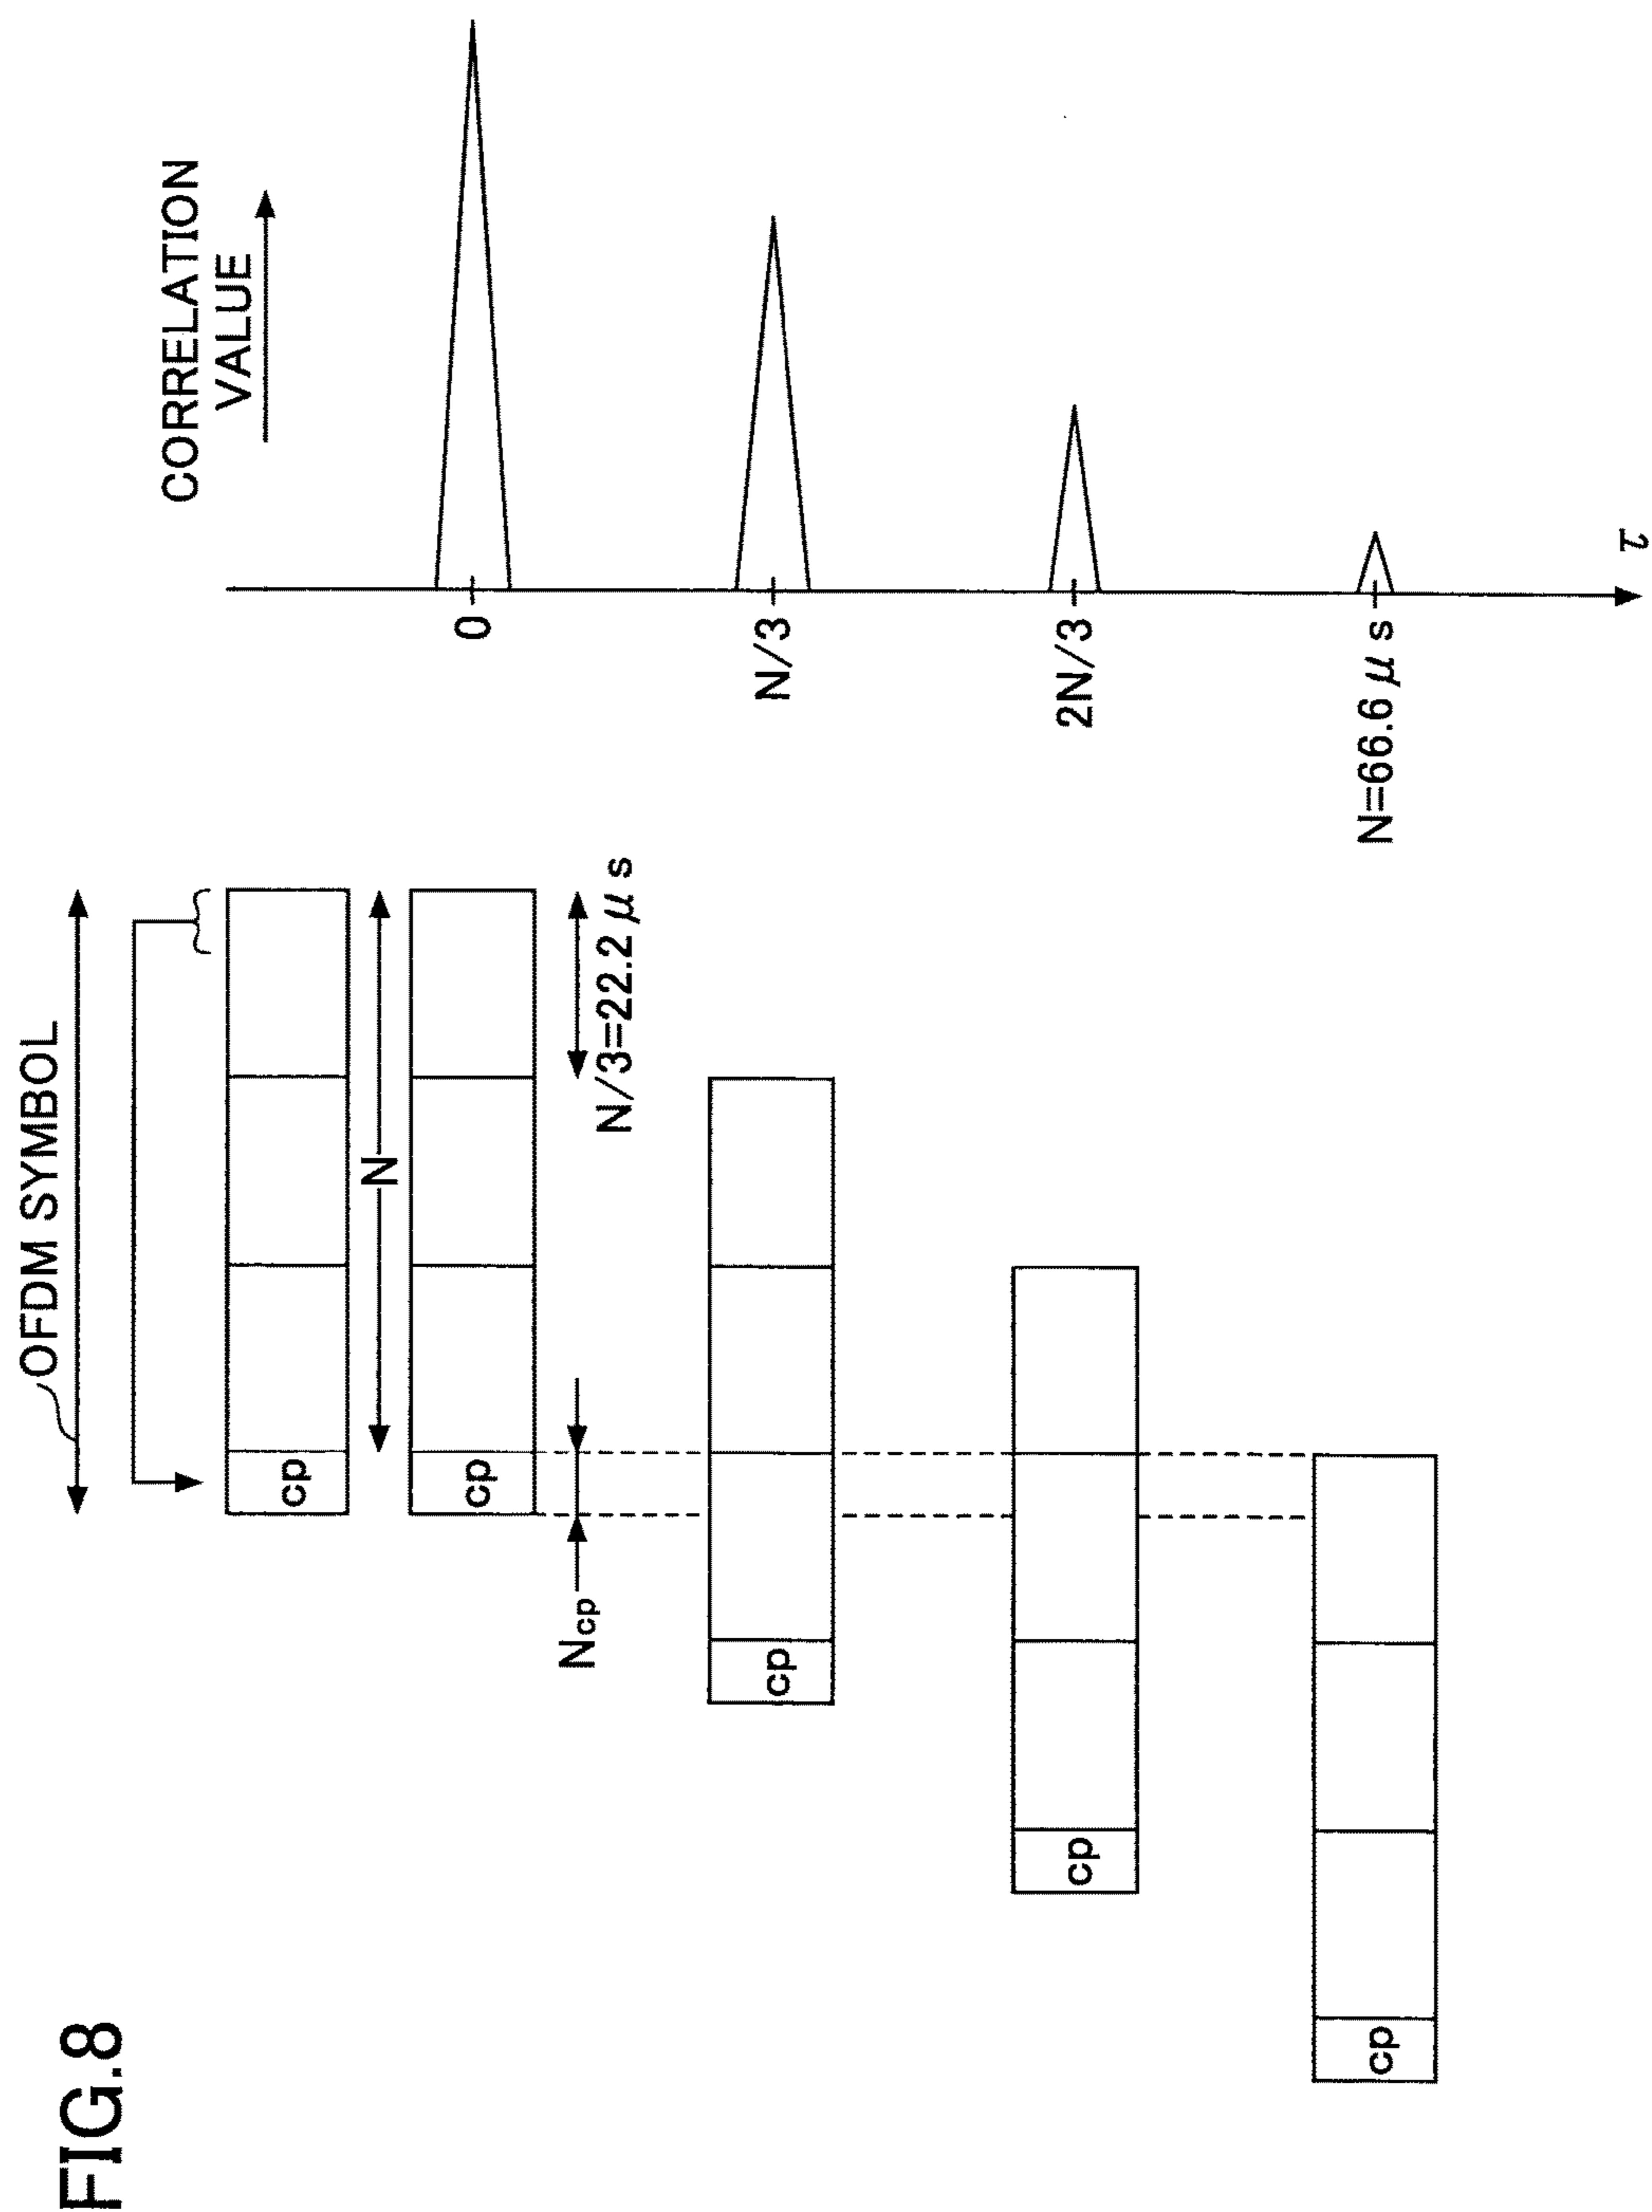 FIG.8
OFDM SYMBOL
cp
N
cp
Ncp
N/3=22.2 μs
cp
cp
cp
CORRELATION
VALUE
0
N/3
2N/3
N=66.6 μs
τ